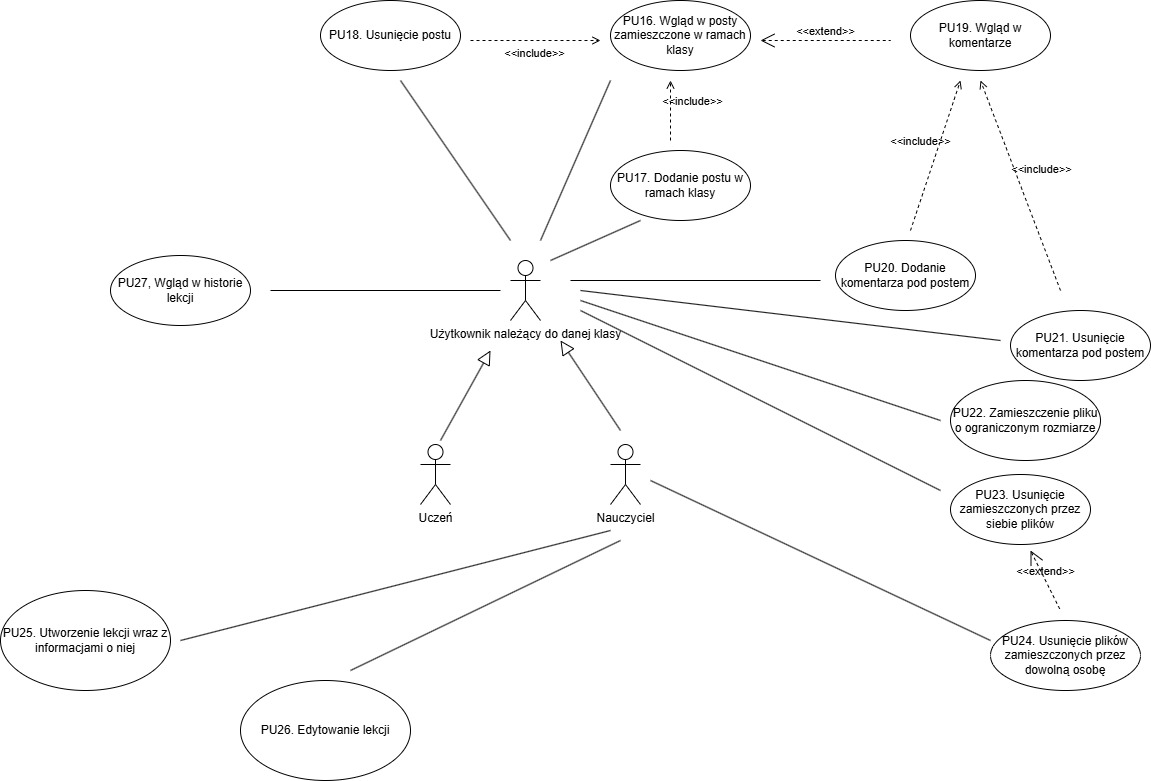 PU18. Usunięcie postu
<<include>>
PU16. Wgląd w posty
zamieszczone w ramach
klasy
<<extend>>
PU19. Wgląd w
komentarze
<<include>>
<<include>>
<<include>>
PU17. Dodanie postu w
ramach klasy
PU27, Wgląd w historie
lekcji
PU20. Dodanie
komentarza pod postem
Użytkownik należący do danej klasy
PU21. Usunięcie
komentarza pod postem
PU22. Zamieszczenie pliku
o ograniczonym rozmiarze
Uczeń
Nauczyciel
PU23. Usunięcie
zamieszczonych przez
siebie plików
<<extend>>
PU25. Utworzenie lekcji wraz z
informacjami o niej
PU24. Usunięcie plików
zamieszczonych przez
dowolną osobę
PU26. Edytowanie lekcji